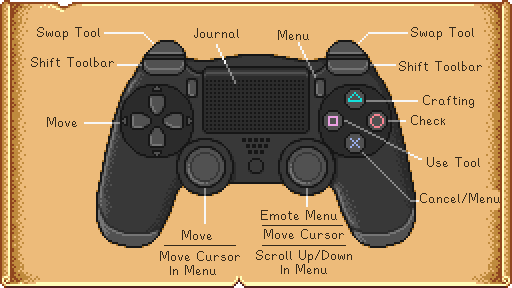 Swap Tool
Journal
Menu
Swap Tool
Shift Toolbar
Shift Toolbar
Crafting
Move
Check
Use Tool
Cancel/Menu
Move
Move Cursor
In Menu
Emote Menu
Move Cursor
Scroll Up/Down
In Menu